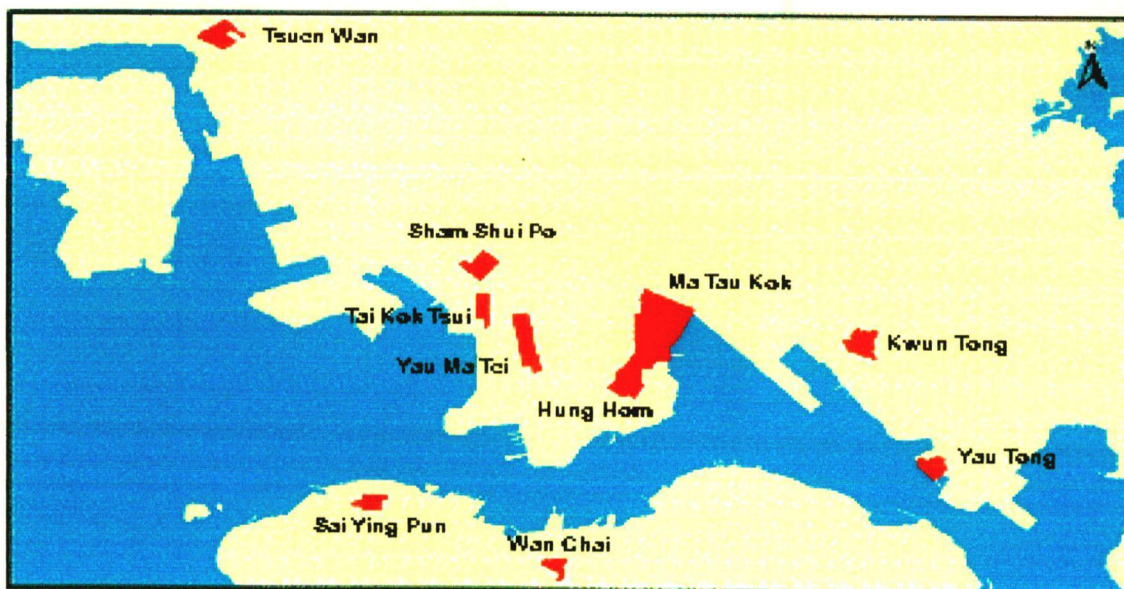 Tsuen Wan
Sham Shui Po
Ma Tau Kok
Tai Kok Tsui
Kwun Tong
Yau Ma Tei
Hung Hom
Yau Tong
Sai Ying Pun
Wan Chai